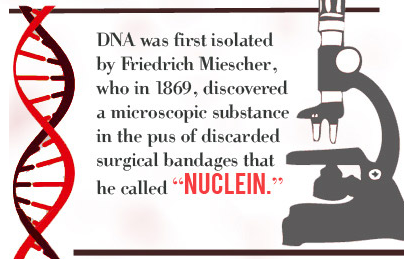 DNA was first isolated
by Friedrich Miescher,
who in 1869, discovered
a microscopic substance
in the pus of discarded
surgical bandages that
he called “NUCLEIN.”